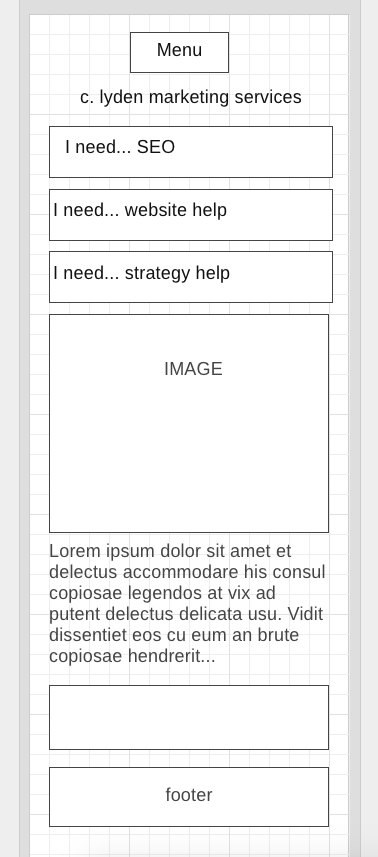 Menu
c. lyden marketing services
I need... SEO
I need... website help
I need... strategy help
IMAGE
Lorem ipsum dolor sit amet et
delectus accommodare his consul
copiosae legendos at vix ad
putent delectus delicata usu. Vidit
dissentiet eos cu eum an brute
copiosae hendrerit...
footer